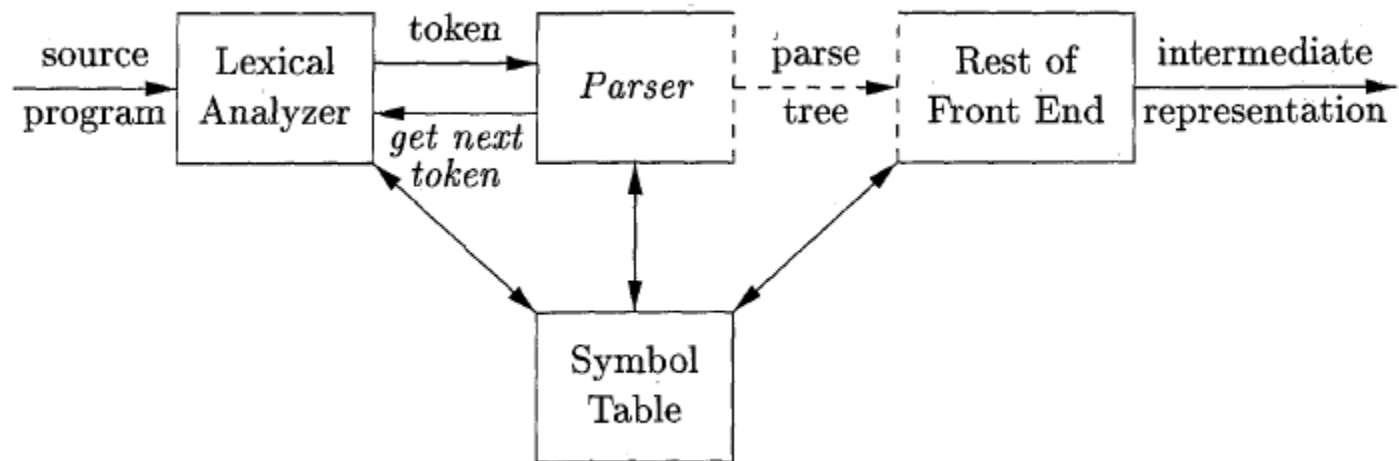 source
program
Lexical
Analyzer
token
get next
token
Parser
parse
tree
Rest of
Front End
intermediate
representation
Symbol
Table